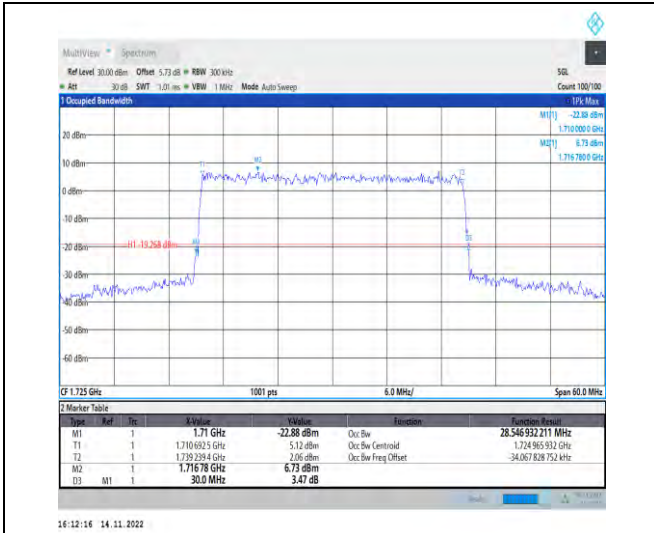 MultiView Spectrum
Ref Level 30.00 dBm Offset 5.73 dB RBW 300 kHz SGL
Att 30 dB SWT 1.01 ms VBW 1 MHz Mode Auto Sweep Count 100/100
1 Occupied Bandwidth 1Pk Max
M1[1] -22.88 dBm
1.710 000 0 GHz
M2[1] 6.73 dBm
1.716 780 0 GHz
20 dBm
10 dBm
T1 M2 T2
0 dBm
-10 dBm
-20 dBm H1 -19.268 dBm M1 D3
-30 dBm
-40 dBm
-50 dBm
-60 dBm
CF 1.725 GHz 1001 pts 6.0 MHz/ Span 60.0 MHz
2 Marker Table
Type Ref Trc X-Value Y-Value Function Function Result
M1 1 1.71 GHz -22.88 dBm Occ Bw 28.546 932 211 MHz
T1 1 1.710 692 5 5.12 dBm Occ Bw Centroid 1.724 965 932 GHz
T2 1 1.739 239 4 2.06 dBm Occ Bw Freq Offset -34.067 828 752 kHz
M2 1 1.716 78 GHz 6.73 dBm
D3 M1 1 30.0 MHz 3.47 dB
16:12:16 14.11.2022